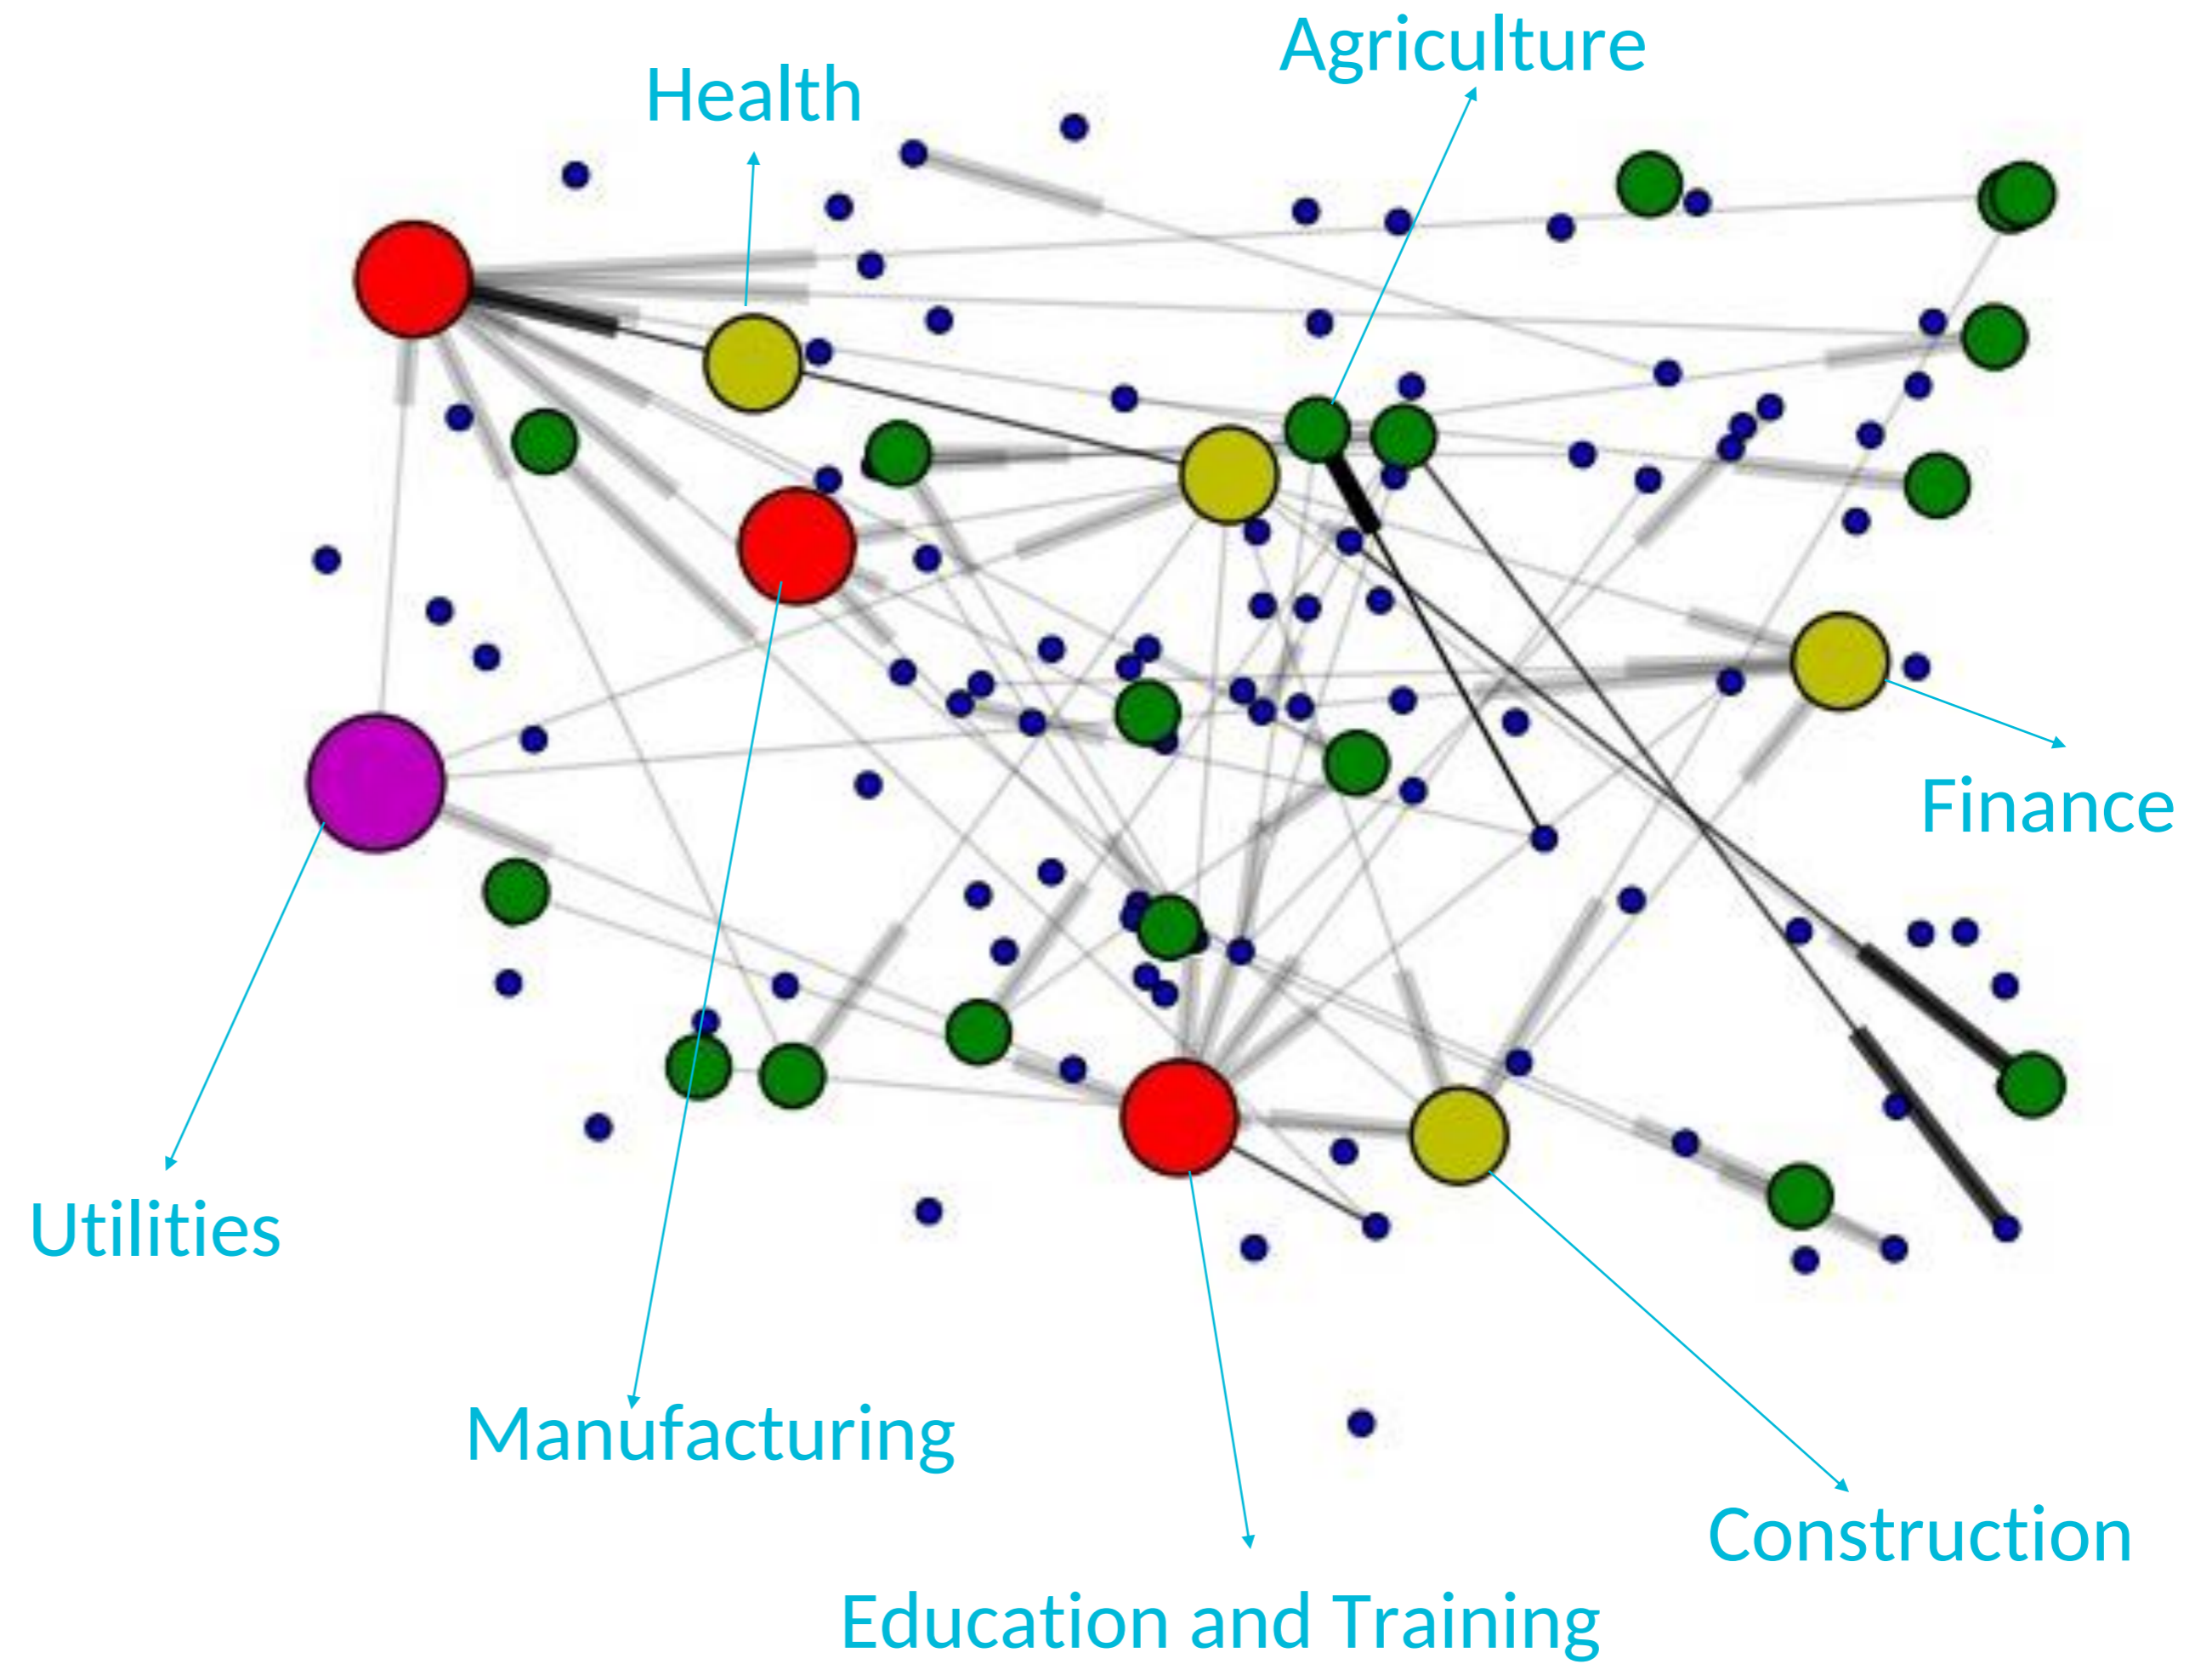 Agriculture
Health
Finance
Utilities
Manufacturing
Construction
Education and Training